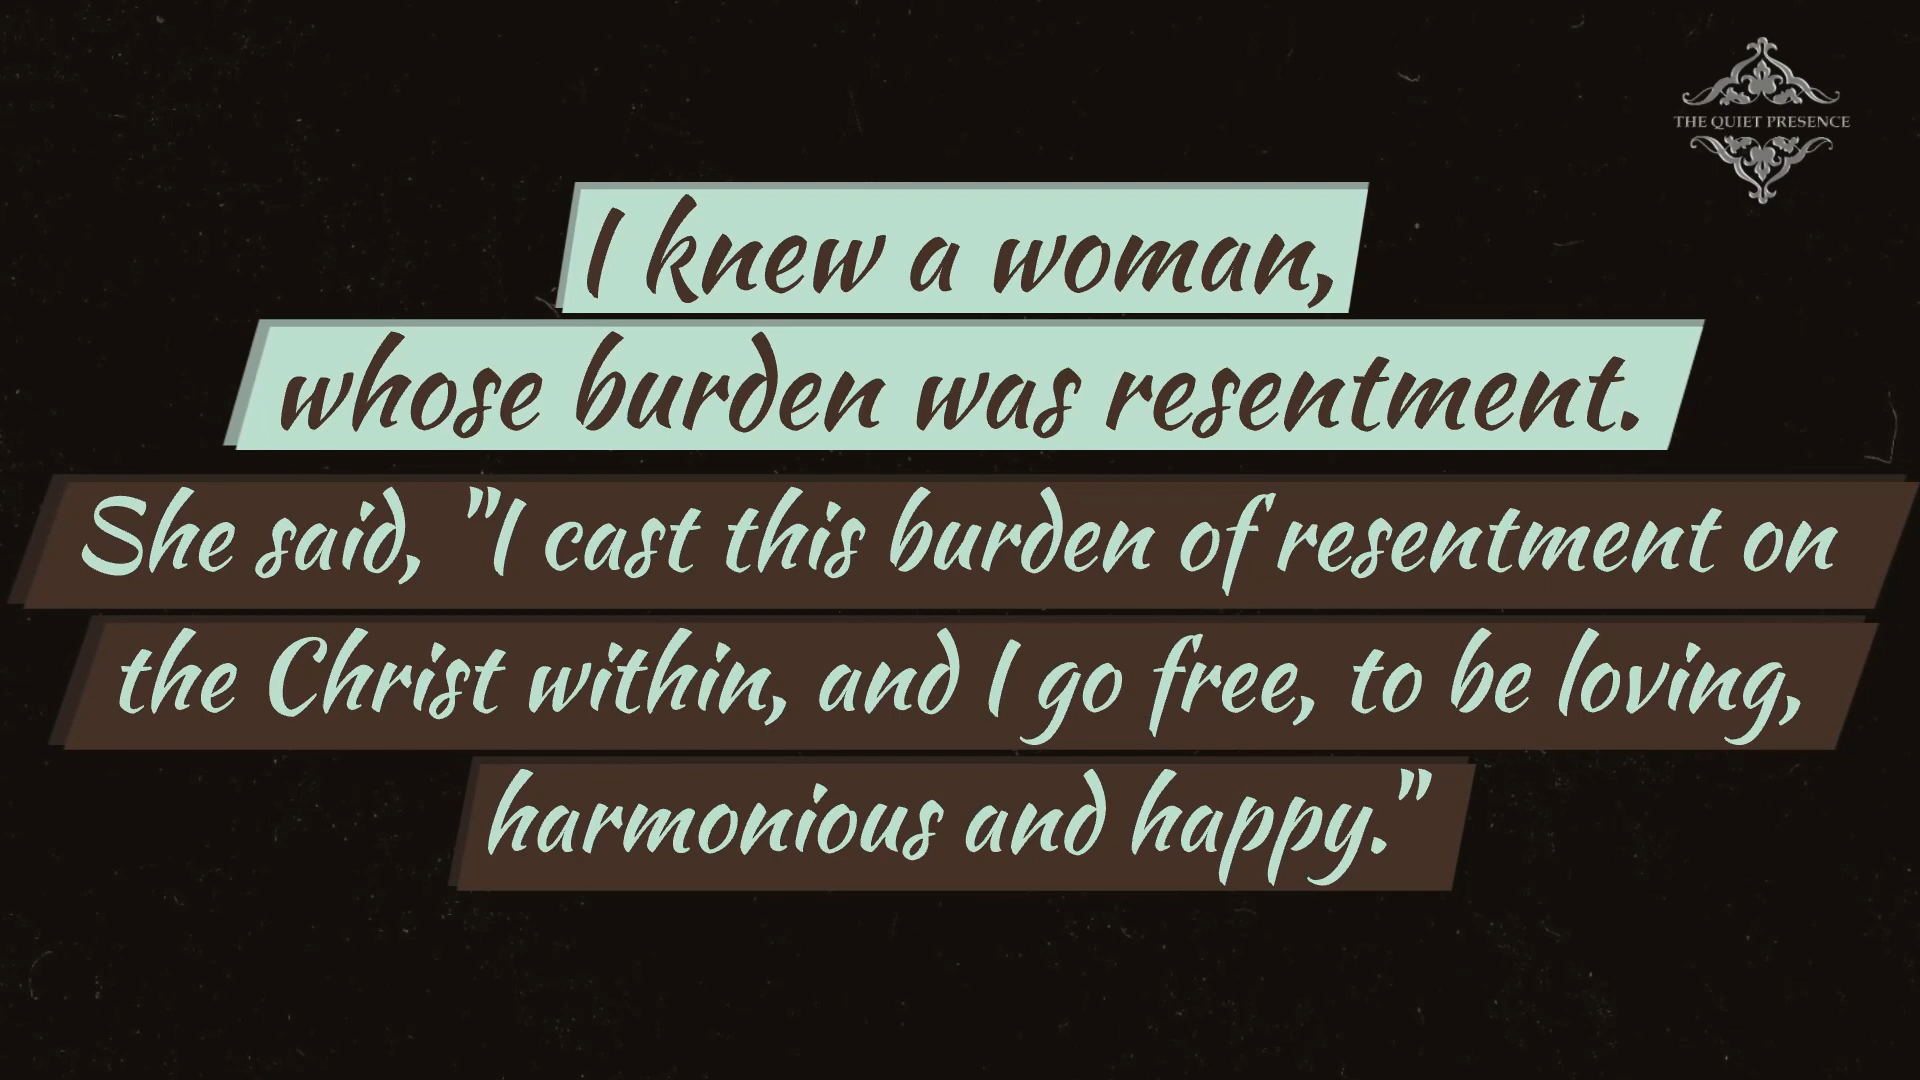 THE QUIET PRESENCE
I knew a woman,
whose burden was resentment.
She said, "I cast this burden of resentment on
the Christ within, and I go free, to be loving,
harmonious and happy."